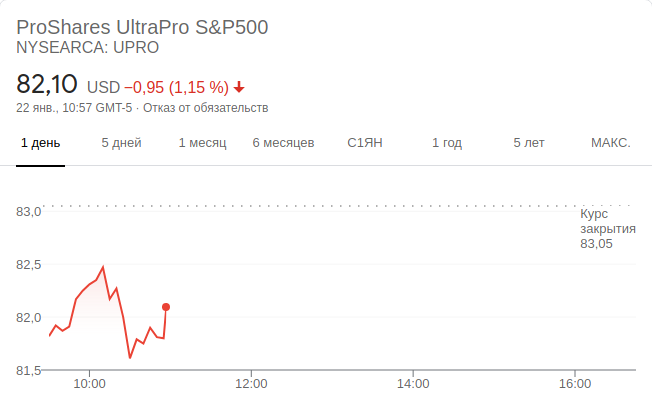 ProShares UltraPro S&P500
NYSEARCA: UPRO
82,10 USD −0,95 (1,15 %)
22 янв., 10:57 GMT-5 · Отказ от обязательств
1 день 5 дней 1 месяц 6 месяцев С1ЯН 1 год 5 лет МАКС.
83,0
Курс
закрытия
83,05
82,5
82,0
81,5
10:00 12:00 14:00 16:00